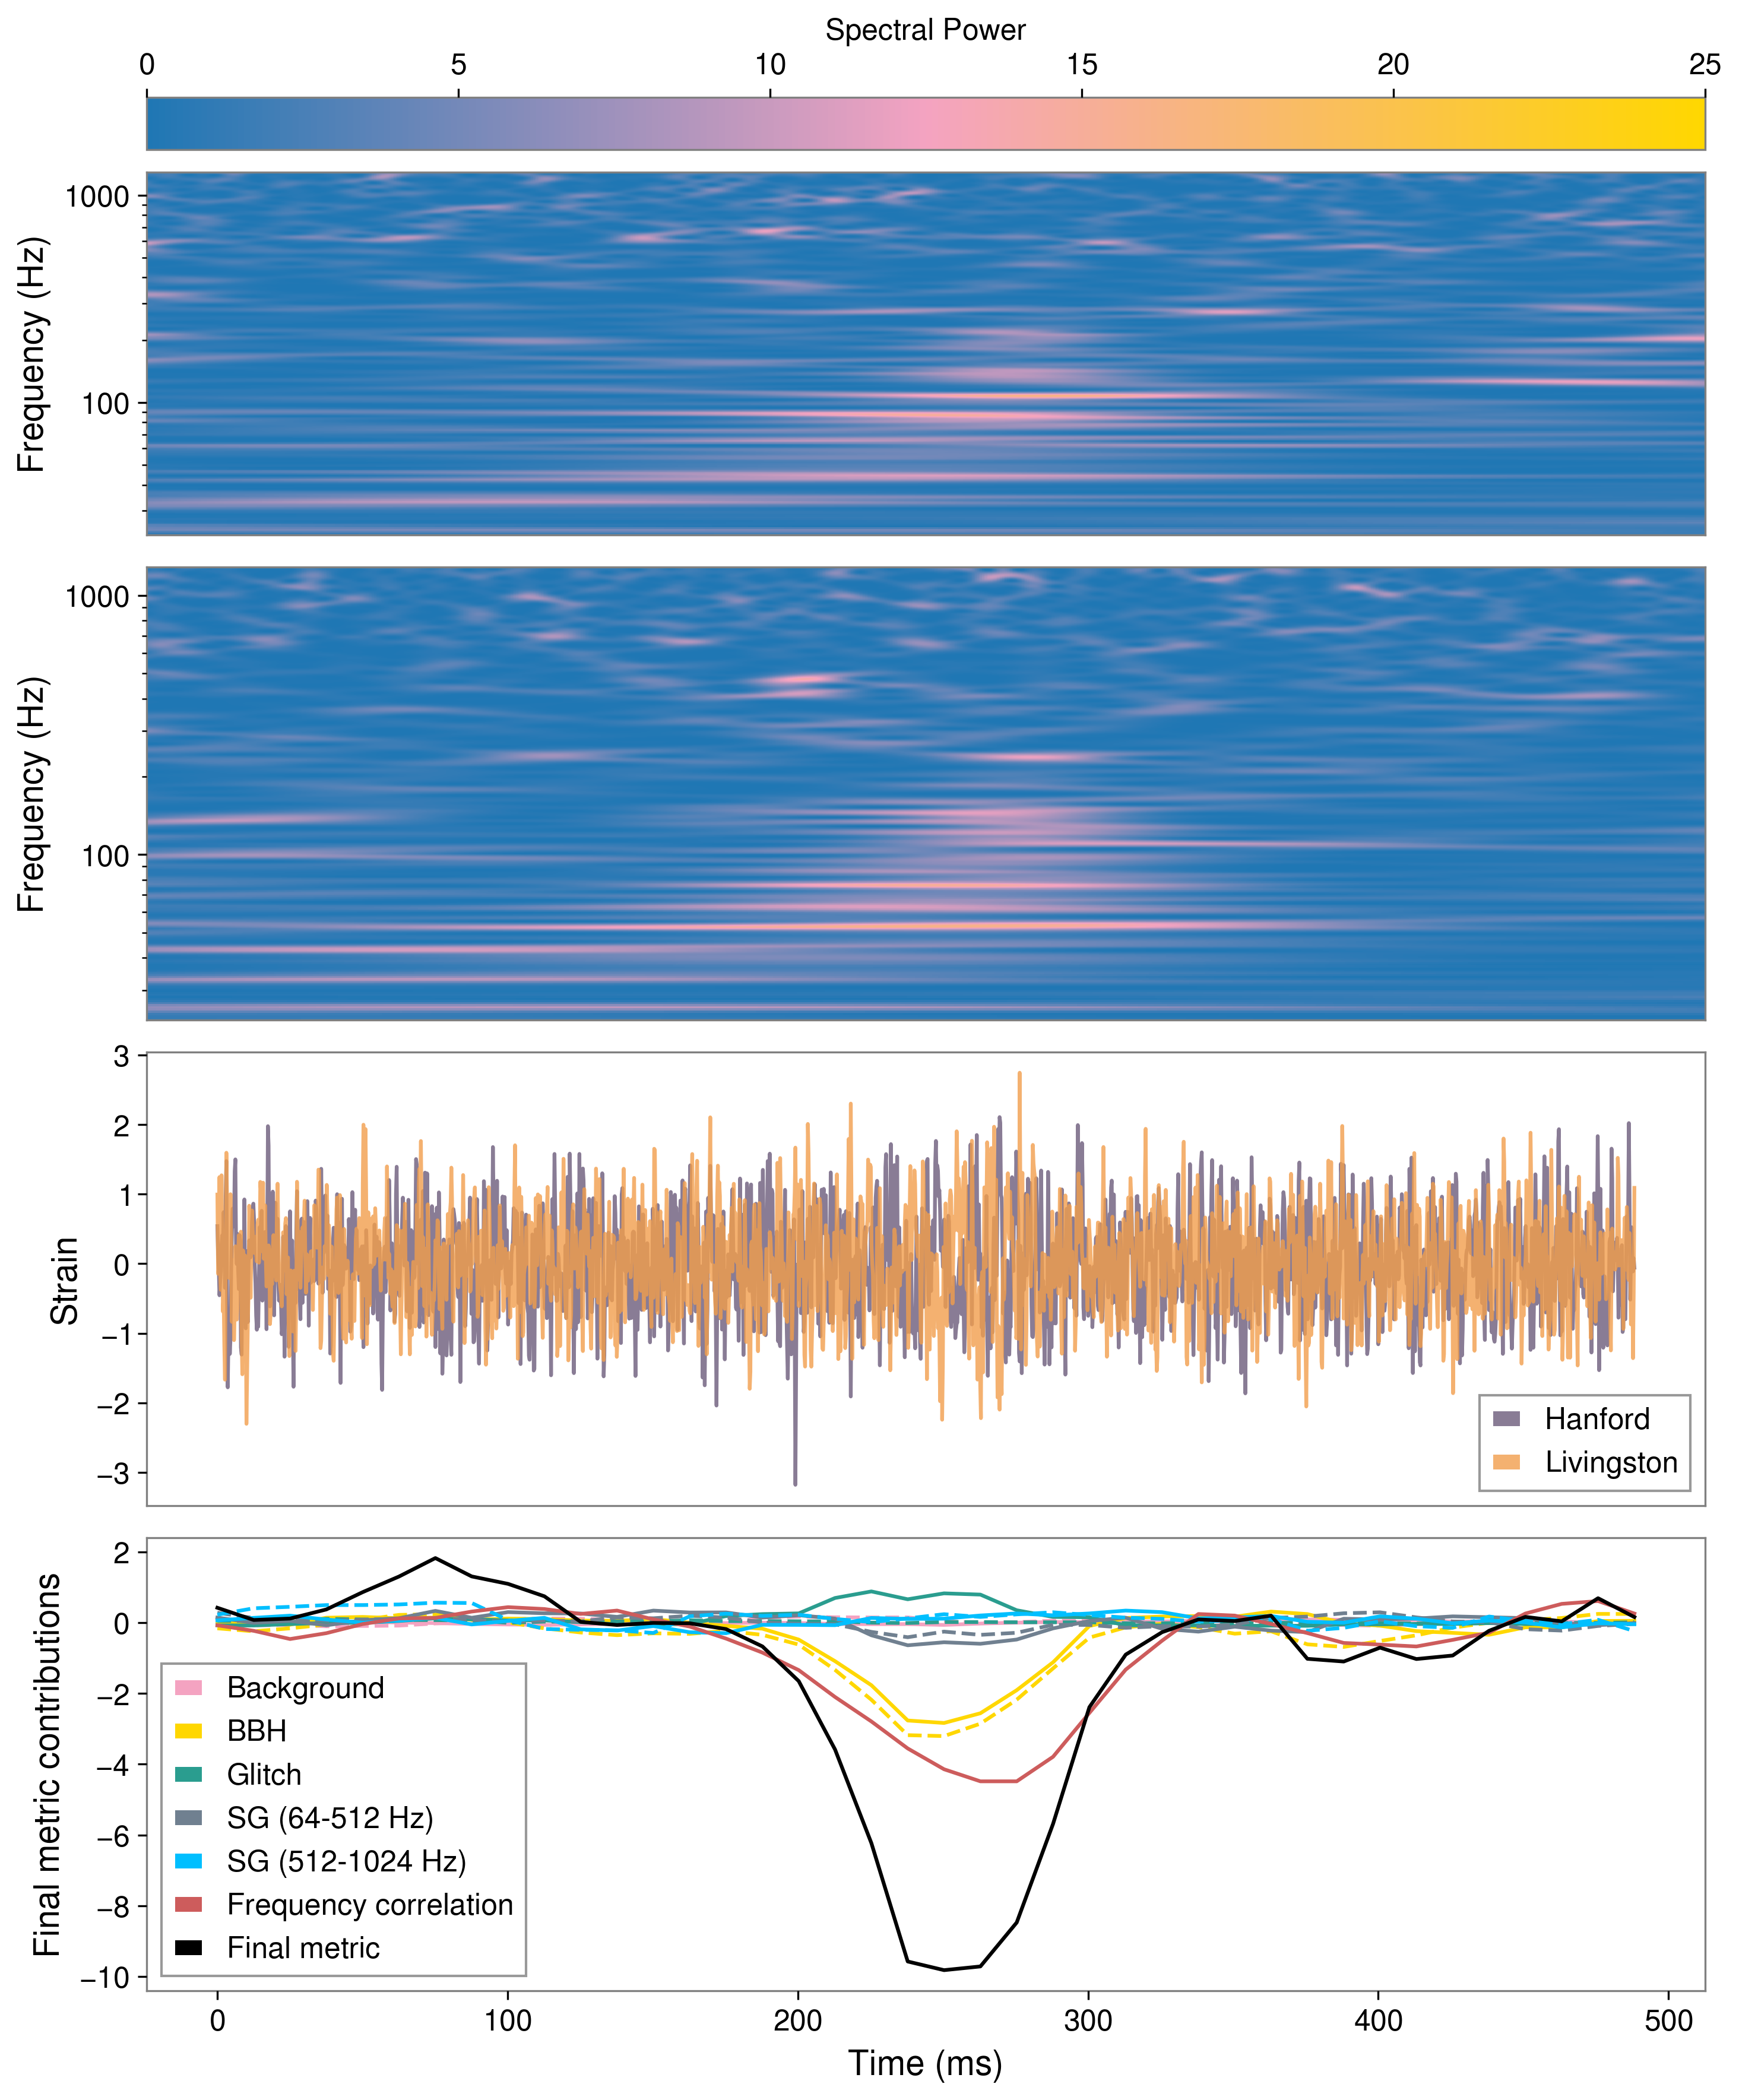 Spectral Power
0 5 10 15 20 25
Frequency (Hz)
1000
100
Frequency (Hz)
1000
100
Strain
3
2
1
0
−1
−2
−3
Hanford
Livingston
Final metric contributions
2
0
−2
−4
−6
−8
−10
Background
BBH
Glitch
SG (64-512 Hz)
SG (512-1024 Hz)
Frequency correlation
Final metric
0 100 200 300 400 500
Time (ms)